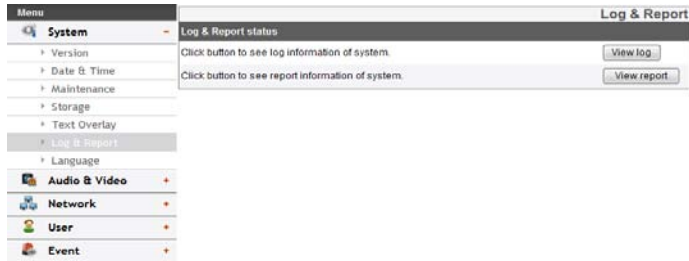 Menu
System
Version
Date & Time
Maintenance
Storage
Text Overlay
Log & Report
Language
Audio & Video
Network
User
Event
Log & Report
Log & Report status
Click button to see log information of system.
View log
Click button to see report information of system.
View report